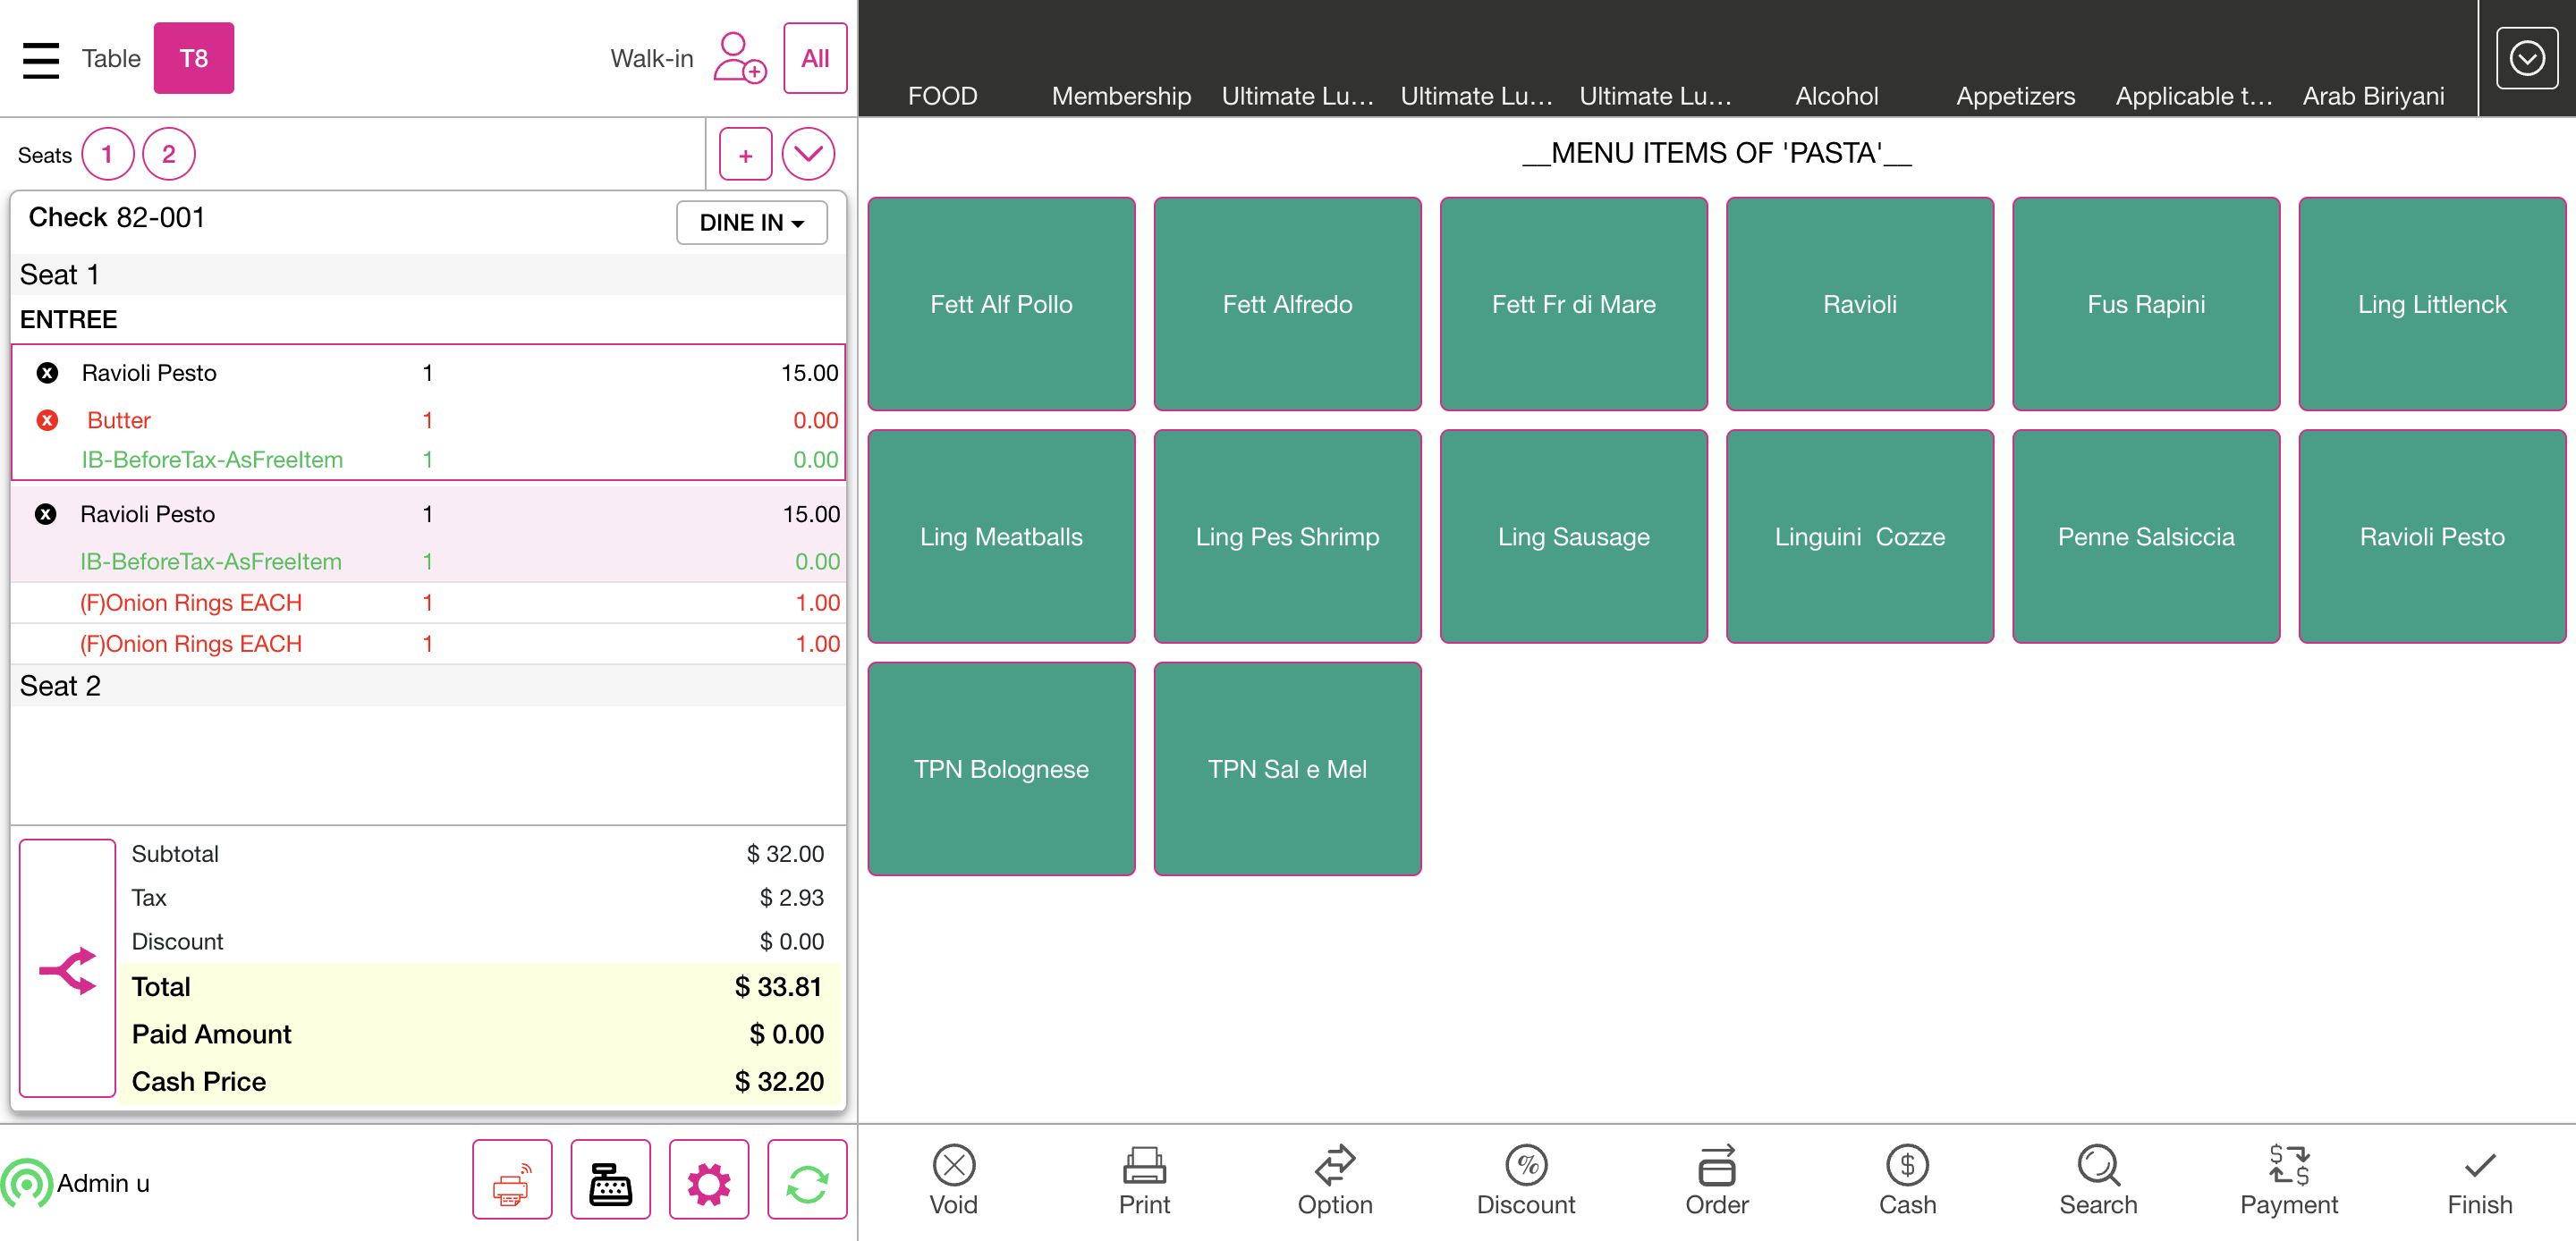 Table T8 Walk-in All
FOOD Membership Ultimate Lu... Ultimate Lu... Ultimate Lu... Alcohol Appetizers Applicable t... Arab Biriyani
Seats 1 2 +
Check 82-001 DINE IN
Seat 1
ENTREE
x Ravioli Pesto 1 15.00
x Butter 1 0.00
IB-BeforeTax-AsFreeItem 1 0.00
x Ravioli Pesto 1 15.00
IB-BeforeTax-AsFreeItem 1 0.00
(F)Onion Rings EACH 1 1.00
(F)Onion Rings EACH 1 1.00
Seat 2
Subtotal $ 32.00
Tax $ 2.93
Discount $ 0.00
Total $ 33.81
Paid Amount $ 0.00
Cash Price $ 32.20
Admin u
__MENU ITEMS OF 'PASTA'__
Fett Alf Pollo Fett Alfredo Fett Fr di Mare Ravioli Fus Rapini Ling Littlenck
Ling Meatballs Ling Pes Shrimp Ling Sausage Linguini  Cozze Penne Salsiccia Ravioli Pesto
TPN Bolognese TPN Sal e Mel
Void Print Option Discount Order Cash Search Payment Finish